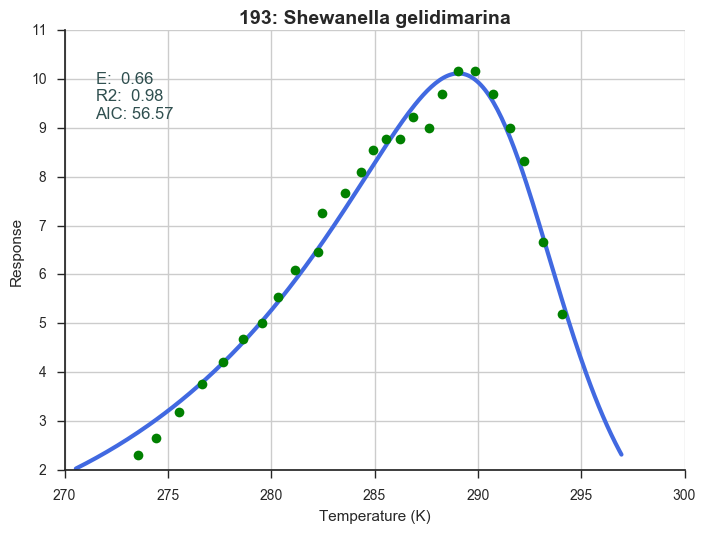 193: Shewanella gelidimarina
E:  0.66
R2:  0.98
AIC: 56.57
Response
11
10
9
8
7
6
5
4
3
2
270 275 280 285 290 295 300
Temperature (K)